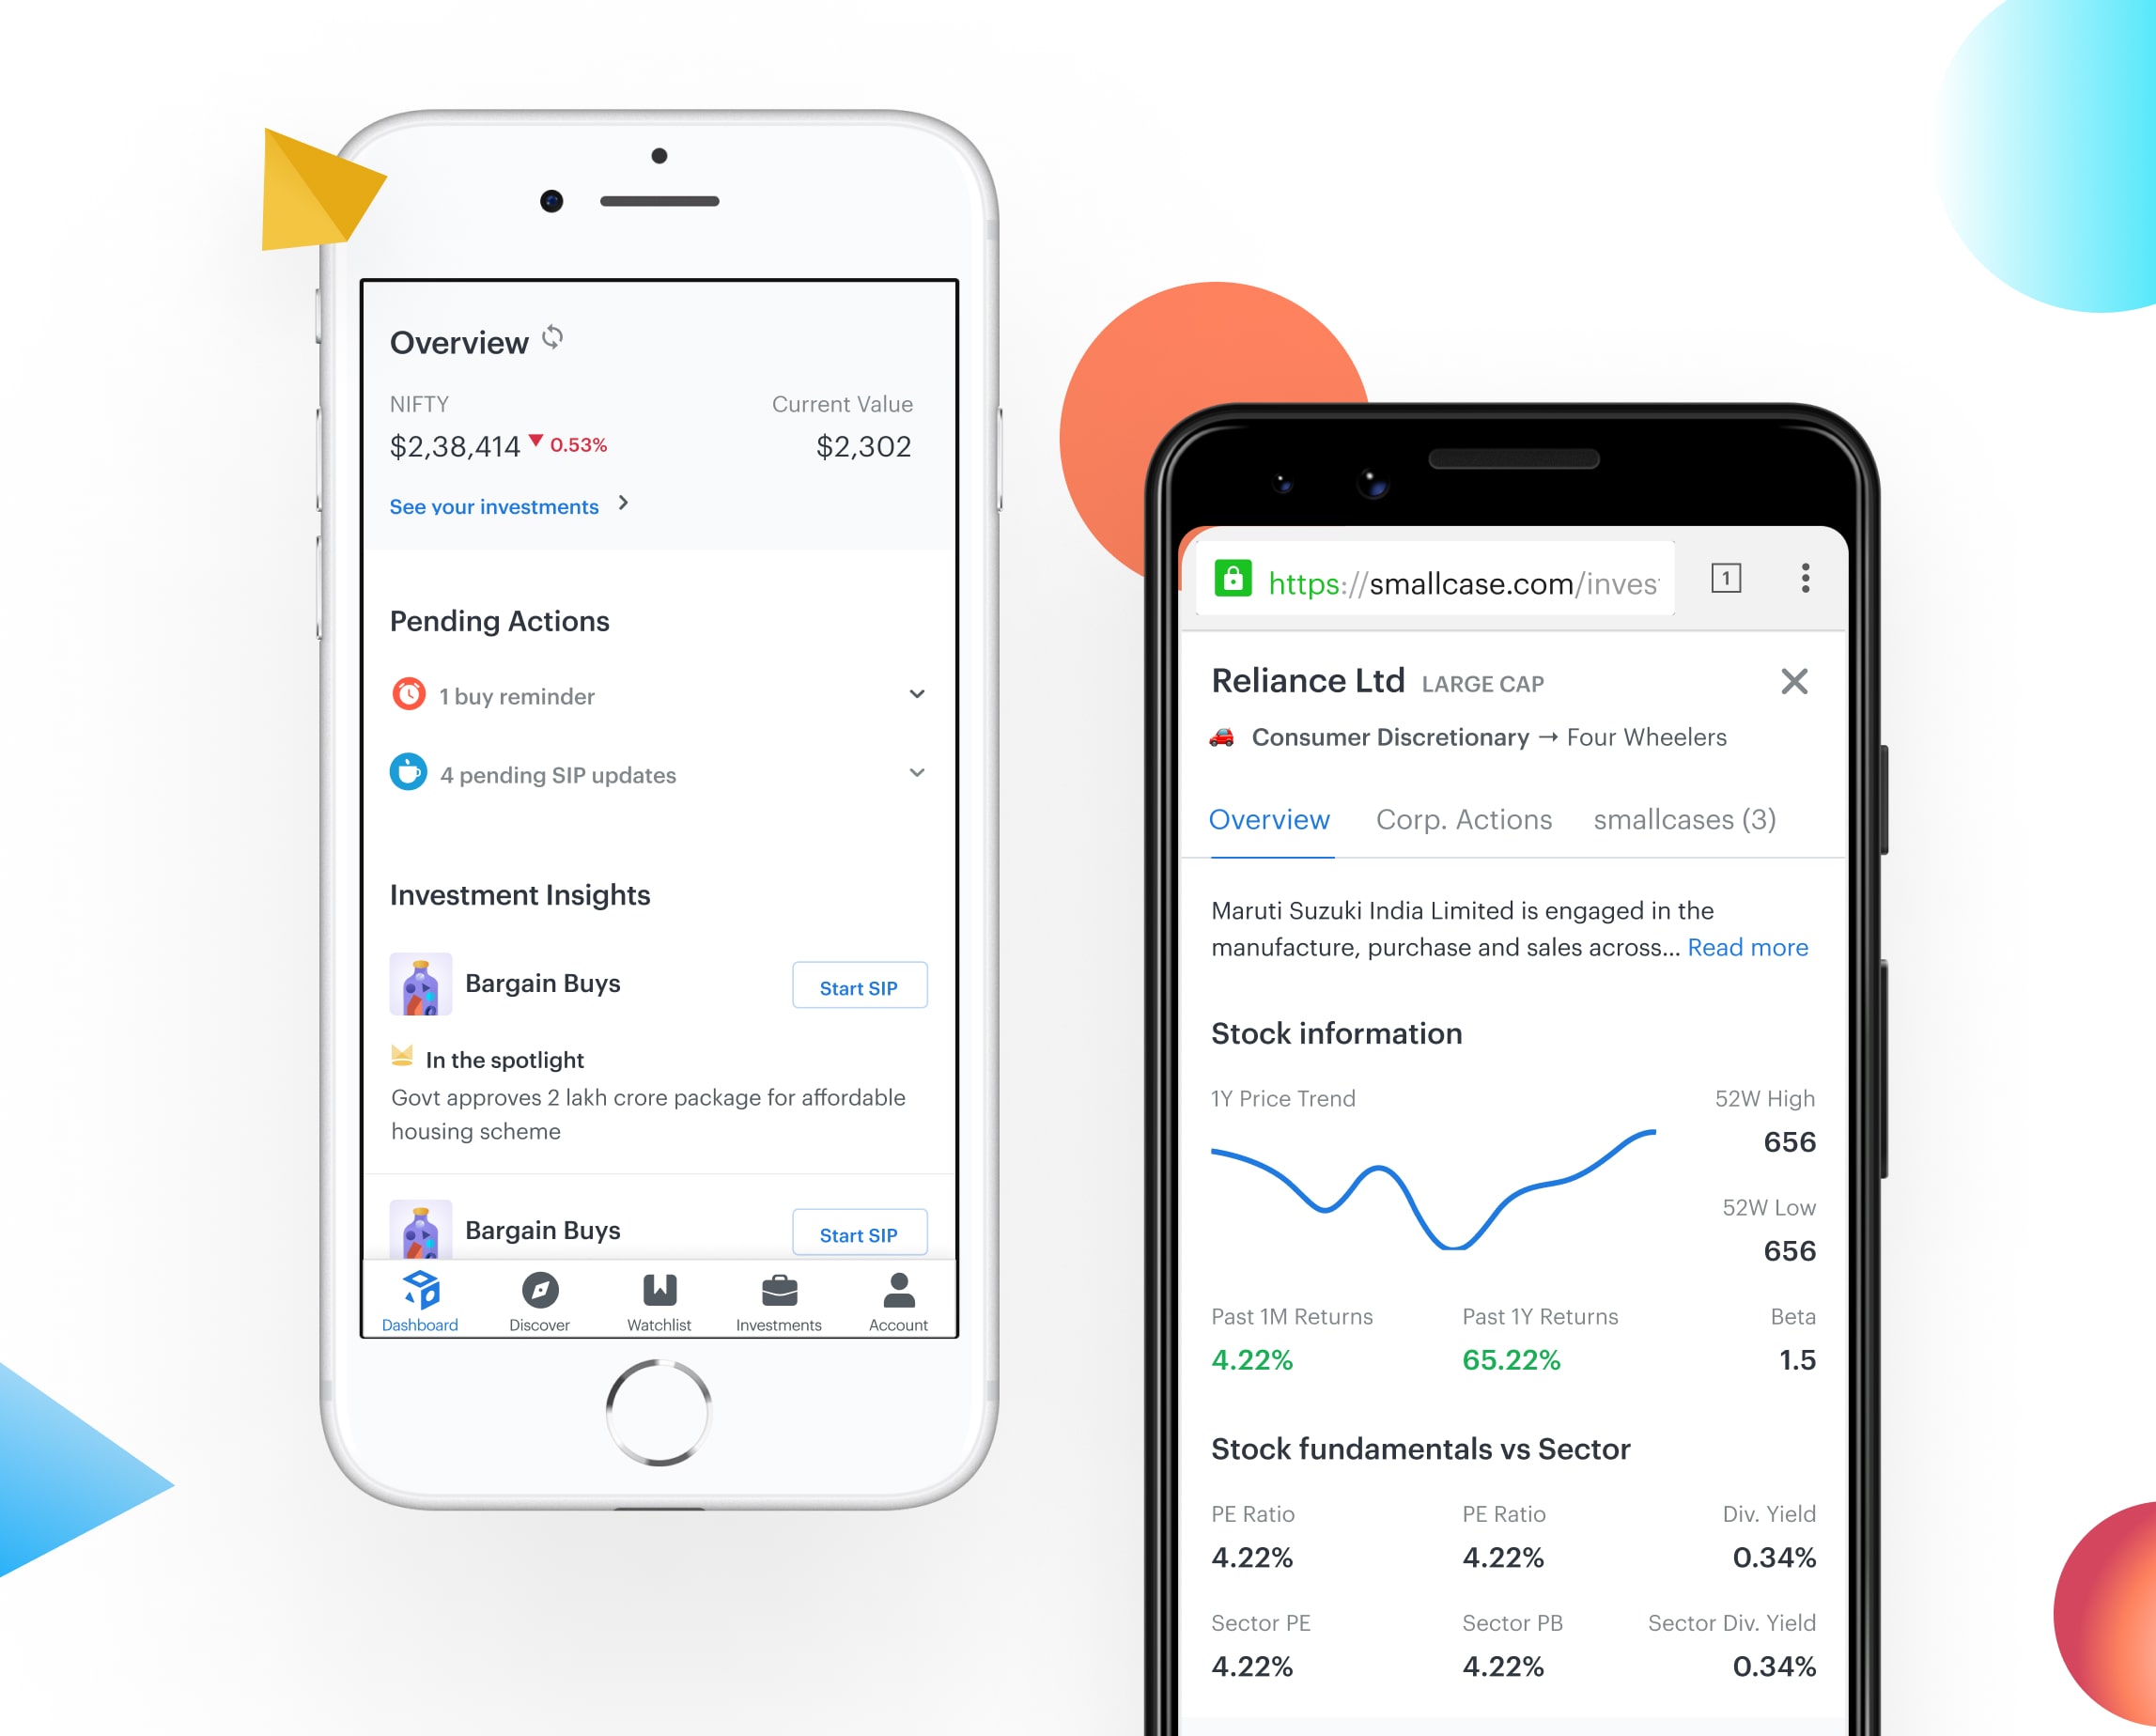 Overview
NIFTY
Current Value
$2,38,414 ▼ 0.53%
$2,302
See your investments >
Pending Actions
1 buy reminder
4 pending SIP updates
Investment Insights
Bargain Buys
Start SIP
In the spotlight
Govt approves 2 lakh crore package for affordable
housing scheme
Bargain Buys
Start SIP
Dashboard
Discover
Watchlist
Investments
Account
https://smallcase.com/inves
1
Reliance Ltd LARGE CAP
Consumer Discretionary → Four Wheelers
Overview
Corp. Actions
smallcases (3)
Maruti Suzuki India Limited is engaged in the
manufacture, purchase and sales across... Read more
Stock information
1Y Price Trend
52W High
656
52W Low
656
Past 1M Returns
Past 1Y Returns
Beta
4.22%
65.22%
1.5
Stock fundamentals vs Sector
PE Ratio
PE Ratio
Div. Yield
4.22%
4.22%
0.34%
Sector PE
Sector PB
Sector Div. Yield
4.22%
4.22%
0.34%